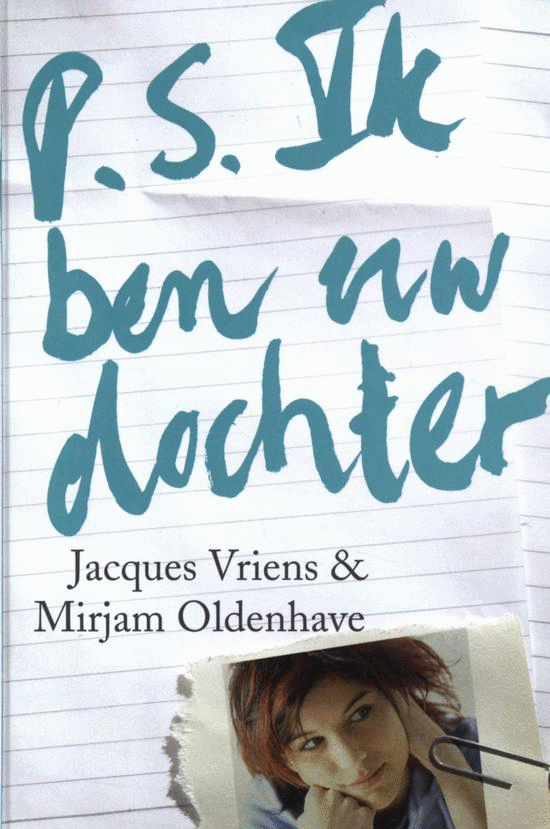 P.S. Ik
ben uw
dochter
Jacques Vriens &
Mirjam Oldenhave